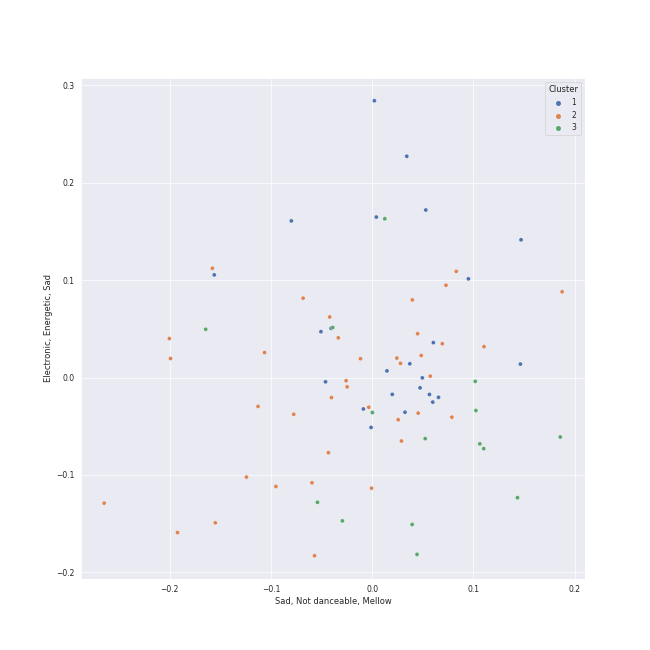 0.3
0.2
0.1
0.0
−0.1
−0.2
Electronic, Energetic, Sad
Cluster
1
2
3
−0.2 −0.1 0.0 0.1 0.2
Sad, Not danceable, Mellow